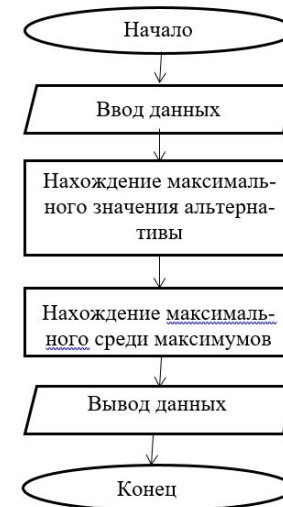 Начало
Ввод данных
Нахождение максималь-
ного значения альтерна-
тивы
Нахождение максималь-
ного среди максимумов
Вывод данных
Конец